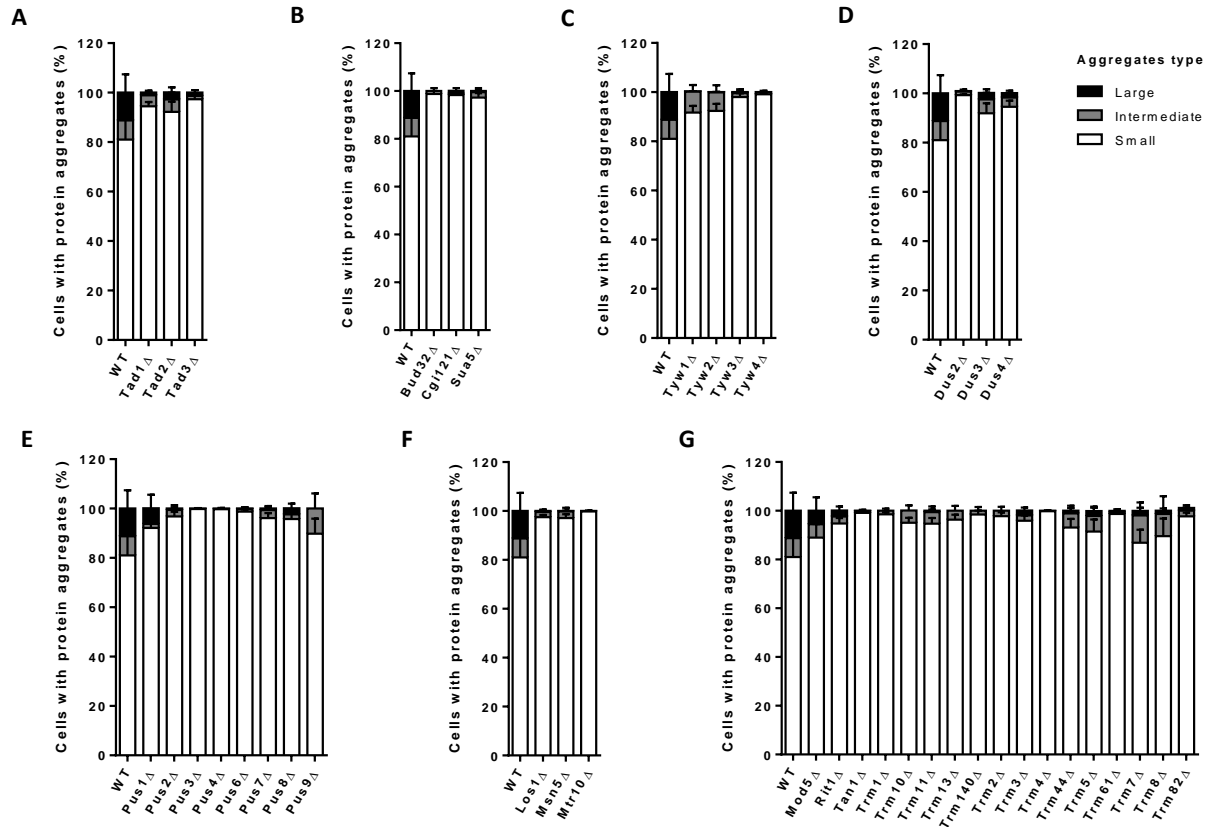 A
Cells with protein aggregates (%)
120
100
80
60
40
20
0
WT
Tad1Δ
Tad2Δ
Tad3Δ
B
Cells with protein aggregates (%)
120
100
80
60
40
20
0
WT
Bud32Δ
Cgi121Δ
Sua5Δ
C
Cells with protein aggregates (%)
120
100
80
60
40
20
0
WT
Tyw1Δ
Tyw2Δ
Tyw3Δ
Tyw4Δ
D
Cells with protein aggregates (%)
120
100
80
60
40
20
0
WT
Dus2Δ
Dus3Δ
Dus4Δ
Aggregates type
Large
Intermediate
Small
E
Cells with protein aggregates (%)
120
100
80
60
40
20
0
WT
Pus1Δ
Pus2Δ
Pus3Δ
Pus4Δ
Pus6Δ
Pus7Δ
Pus8Δ
Pus9Δ
F
Cells with protein aggregates (%)
120
100
80
60
40
20
0
WT
Los1Δ
Msn5Δ
Mtr10Δ
G
Cells with protein aggregates (%)
120
100
80
60
40
20
0
WT
Mod5Δ
Rit1Δ
Tan1Δ
Trm1Δ
Trm10Δ
Trm11Δ
Trm13Δ
Trm140Δ
Trm2Δ
Trm3Δ
Trm4Δ
Trm44Δ
Trm5Δ
Trm61Δ
Trm7Δ
Trm8Δ
Trm82Δ